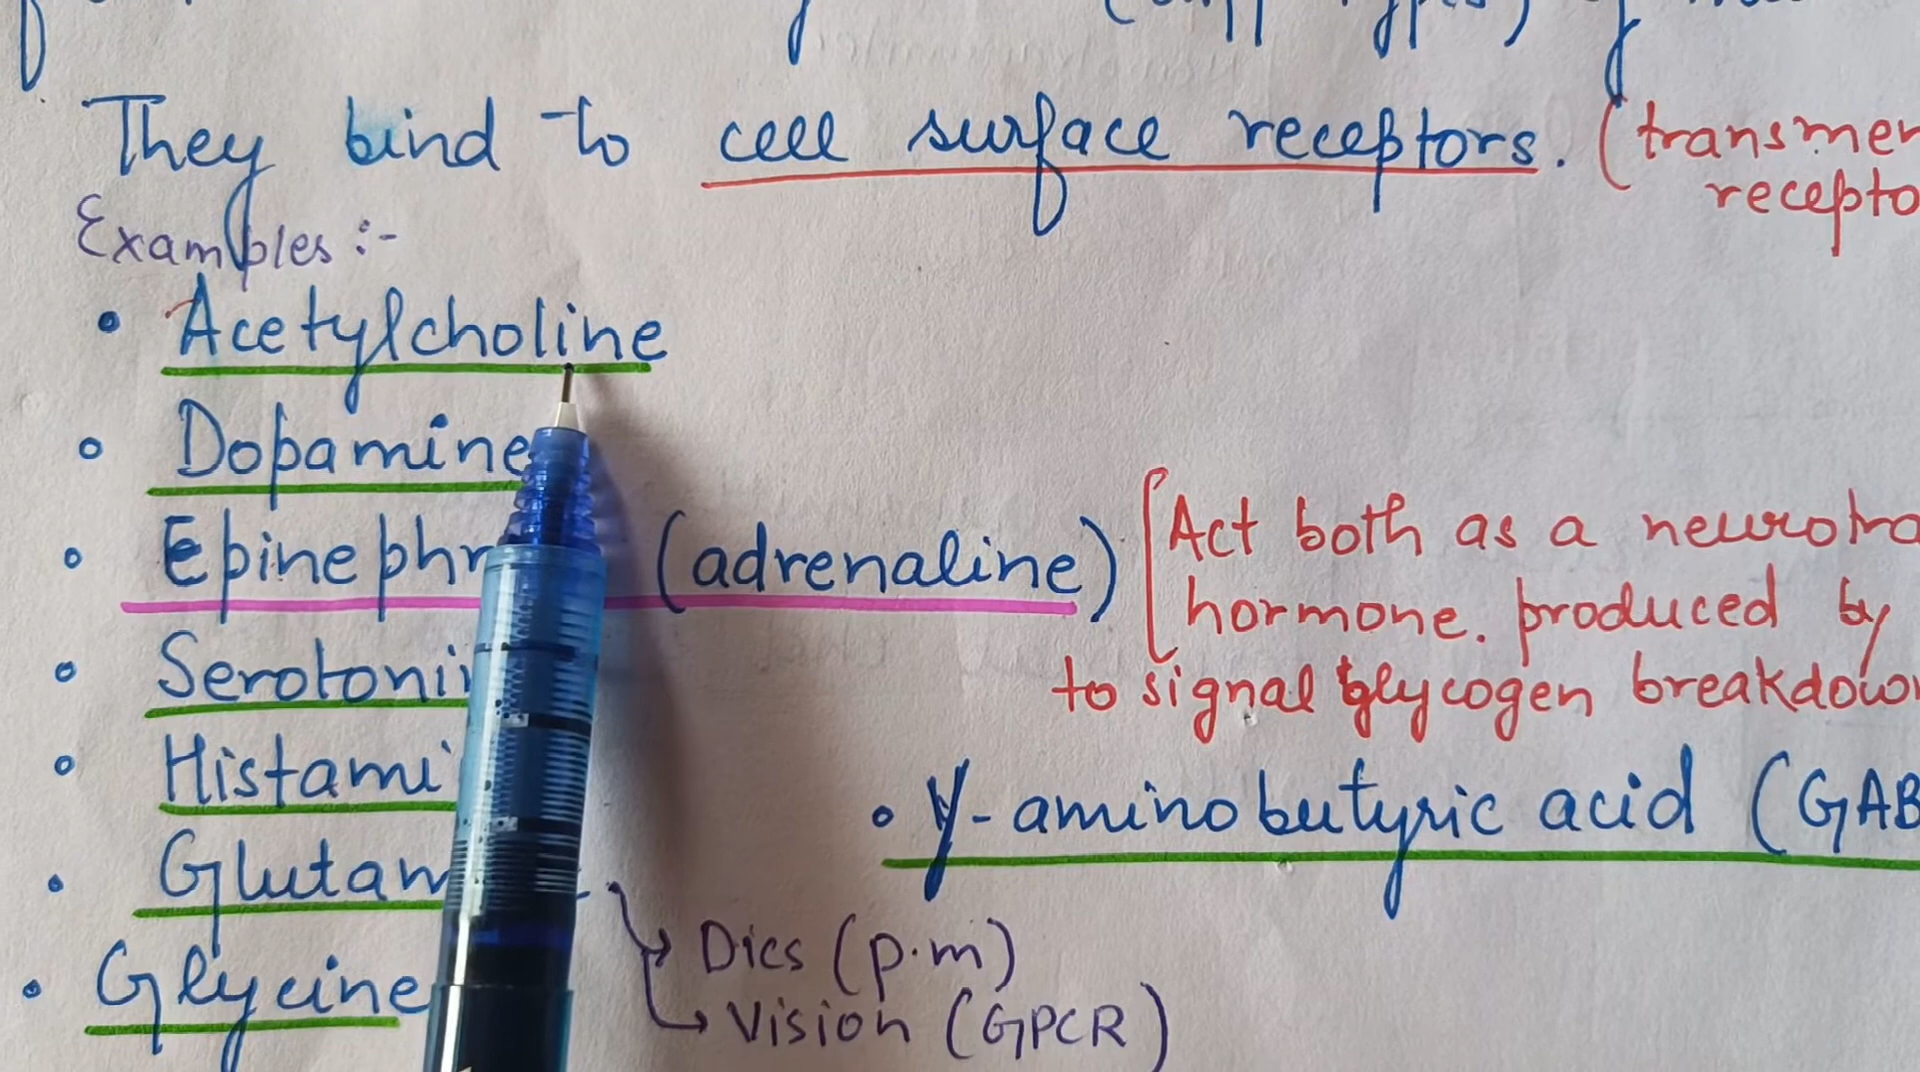 They bind to cell surface receptors. (transmem
recepto
Examples :-
• Acetylcholine
• Dopamine
• Epinephr (adrenaline)
[Act both as a neurotra
hormone. produced by
to signal glycogen breakdow
• Serotoni
• Histami
• γ-aminobutyric acid (GAB
• Glutam
→ Dics (p.m)
→ Vision (GPCR)
• Glycine